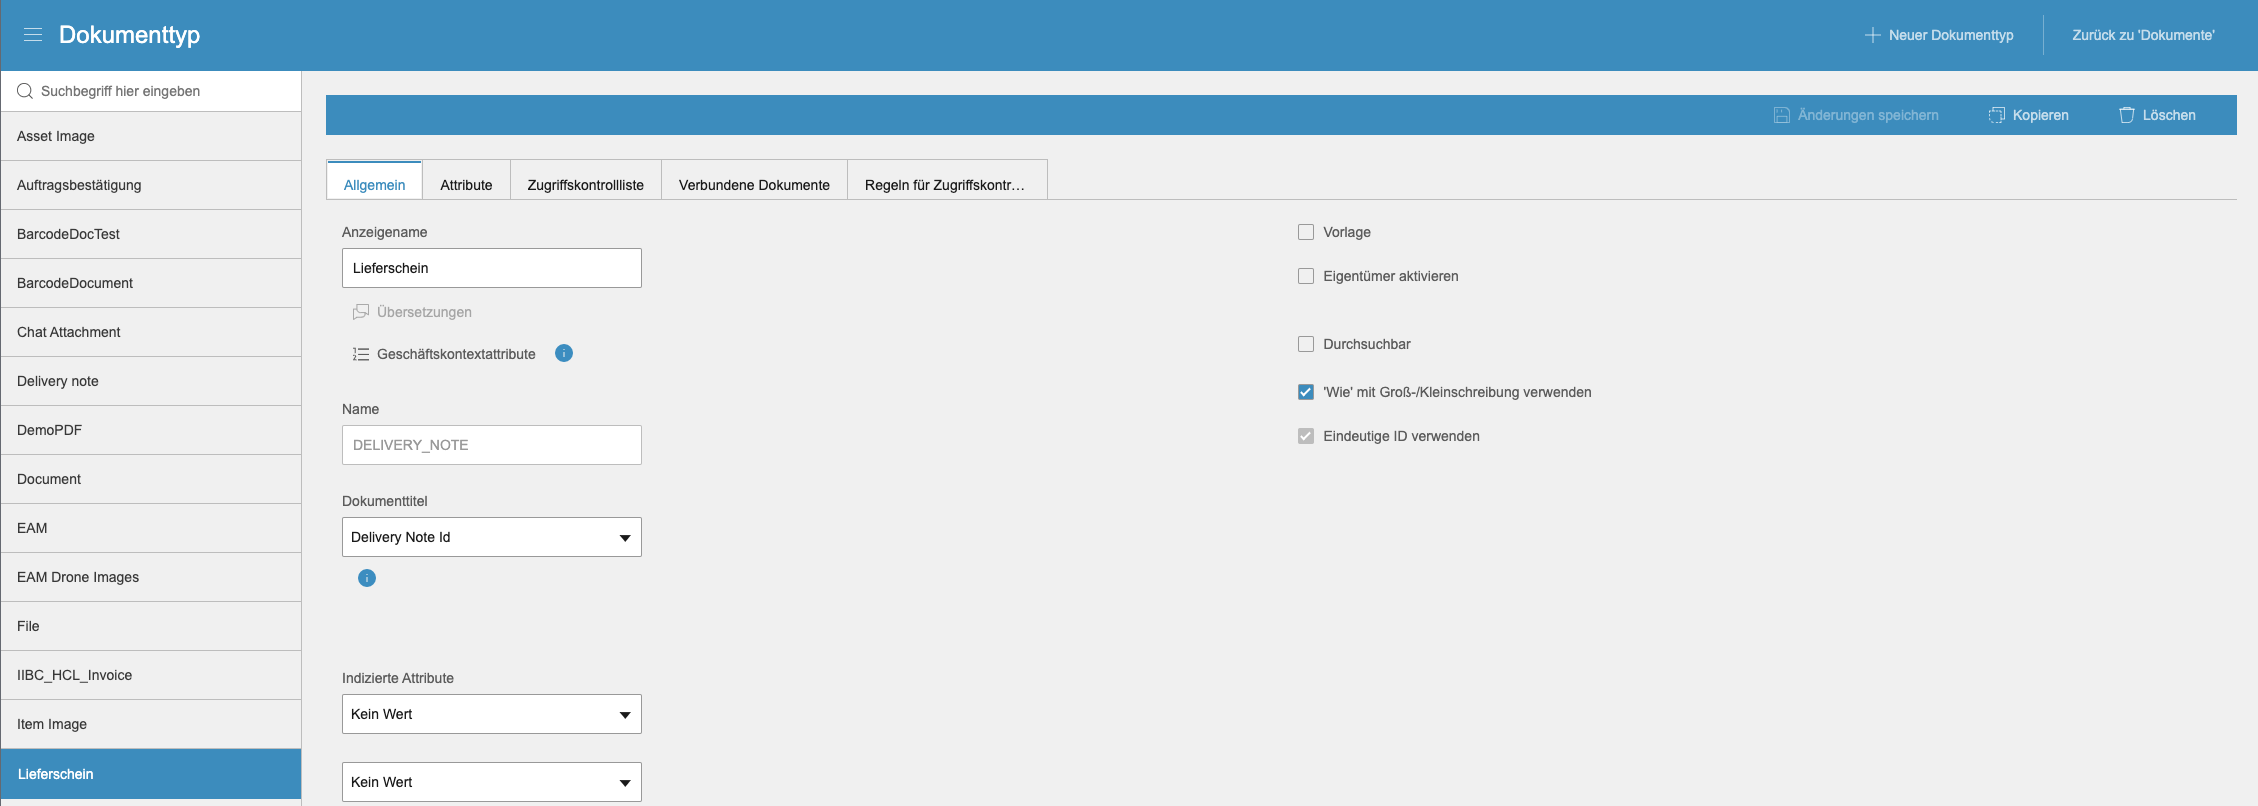 Dokumenttyp
Neuer Dokumenttyp
Zurück zu 'Dokumente'
Suchbegriff hier eingeben
Asset Image
Auftragsbestätigung
BarcodeDocTest
BarcodeDocument
Chat Attachment
Delivery note
DemoPDF
Document
EAM
EAM Drone Images
File
IIBC_HCL_Invoice
Item Image
Lieferschein
Änderungen speichern
Kopieren
Löschen
Allgemein
Attribute
Zugriffskontrollliste
Verbundene Dokumente
Regeln für Zugriffskontr…
Anzeigename
Lieferschein
Übersetzungen
Geschäftskontextattribute
Name
DELIVERY_NOTE
Dokumenttitel
Delivery Note Id
Indizierte Attribute
Kein Wert
Kein Wert
Vorlage
Eigentümer aktivieren
Durchsuchbar
'Wie' mit Groß-/Kleinschreibung verwenden
Eindeutige ID verwenden